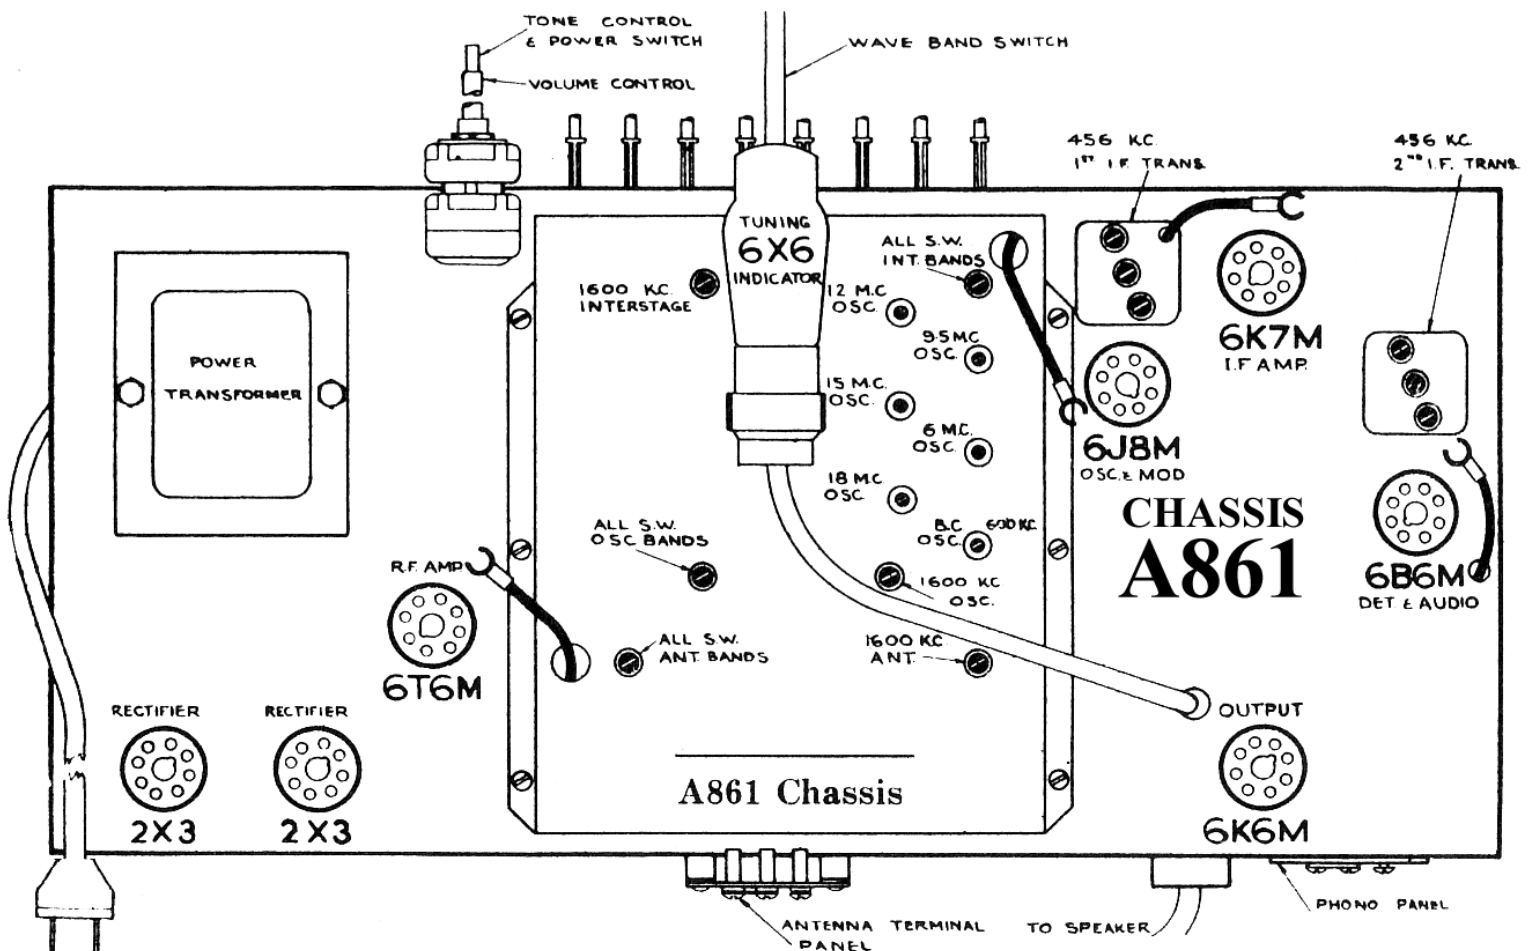 TONE CONTROL
& POWER SWITCH
VOLUME CONTROL
WAVE BAND SWITCH
456 KC.
1ST I.F. TRANS.
456 KC.
2ND I.F. TRANS.
TUNING
6X6
INDICATOR
ALL S.W.
INT. BANDS
1600 K.C.
INTERSTAGE
12 M.C
OSC.
9.5 MC
OSC.
15 M.C.
OSC.
6 M.C.
OSC.
18 M.C.
OSC.
B.C. 600 KC.
OSC.
POWER
TRANSFORMER
6K7M
I.F AMP.
6J8M
OSC. & MOD
CHASSIS
A861
6B6M
DET. & AUDIO
ALL S.W.
OSC BANDS
R.F. AMP
6T6M
1600 KC
OSC.
ALL S.W.
ANT. BANDS
1600 KC.
ANT.
RECTIFIER
2X3
RECTIFIER
2X3
OUTPUT
6K6M
A861 Chassis
ANTENNA TERMINAL
PANEL
TO SPEAKER
PHONO PANEL